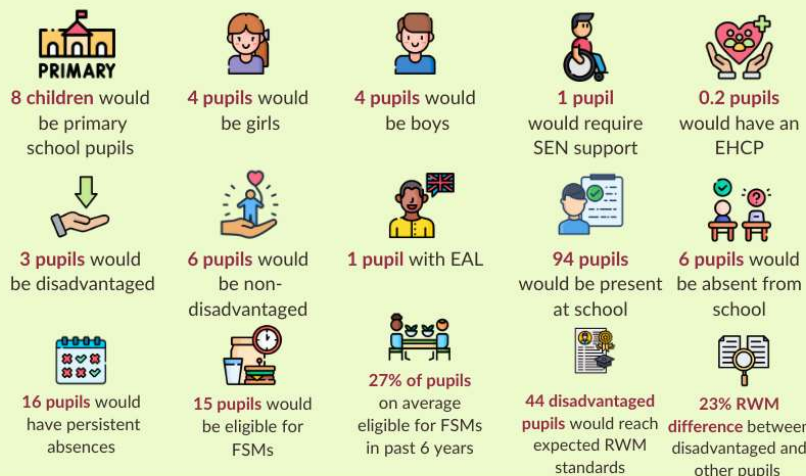 PRIMARY
8 children would
be primary
school pupils
4 pupils would
be girls
4 pupils would
be boys
1 pupil
would require
SEN support
0.2 pupils
would have an
EHCP
3 pupils would
be disadvantaged
6 pupils would
be non-
disadvantaged
1 pupil with EAL
94 pupils
would be present
at school
6 pupils would
be absent from
school
16 pupils would
have persistent
absences
15 pupils would
be eligible for
FSMs
27% of pupils
on average
eligible for FSMs
in past 6 years
44 disadvantaged
pupils would reach
expected RWM
standards
23% RWM
difference between
disadvantaged and
other pupils